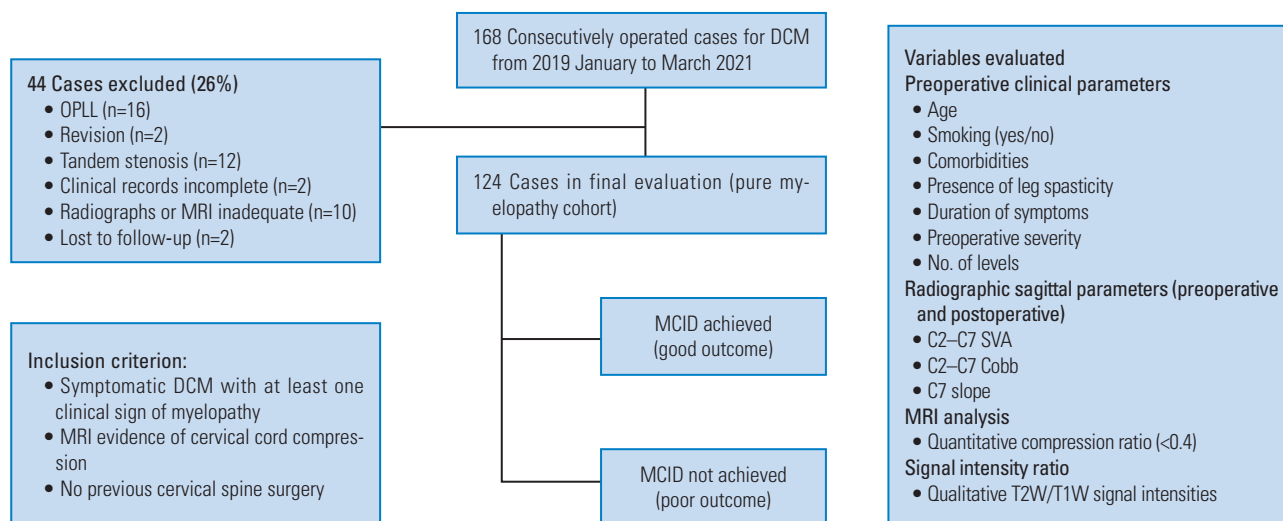 168 Consecutively operated cases for DCM
from 2019 January to March 2021
44 Cases excluded (26%)
• OPLL (n=16)
• Revision (n=2)
• Tandem stenosis (n=12)
• Clinical records incomplete (n=2)
• Radiographs or MRI inadequate (n=10)
• Lost to follow-up (n=2)
124 Cases in final evaluation (pure my-
elopathy cohort)
MCID achieved
(good outcome)
MCID not achieved
(poor outcome)
Inclusion criterion:
• Symptomatic DCM with at least one
clinical sign of myelopathy
• MRI evidence of cervical cord compres-
sion
• No previous cervical spine surgery
Variables evaluated
Preoperative clinical parameters
• Age
• Smoking (yes/no)
• Comorbidities
• Presence of leg spasticity
• Duration of symptoms
• Preoperative severity
• No. of levels
Radiographic sagittal parameters (preoperative
and postoperative)
• C2–C7 SVA
• C2–C7 Cobb
• C7 slope
MRI analysis
• Quantitative compression ratio (<0.4)
Signal intensity ratio
• Qualitative T2W/T1W signal intensities